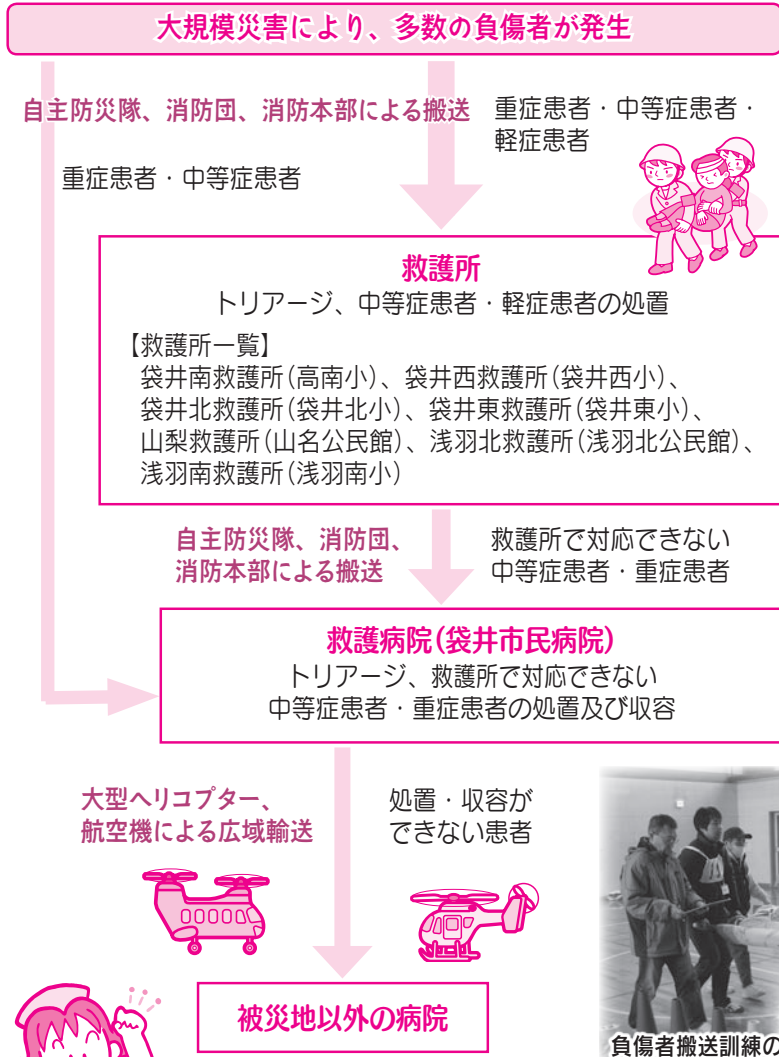 大規模災害により、多数の負傷者が発生
自主防災隊、消防団、消防本部による搬送
重症患者・中等症患者・
軽症患者
重症患者・中等症患者
救護所
トリアージ、中等症患者・軽症患者の処置
【救護所一覧】
袋井南救護所(高南小)、袋井西救護所(袋井西小)、
袋井北救護所(袋井北小)、袋井東救護所(袋井東小)、
山梨救護所(山名公民館)、浅羽北救護所(浅羽北公民館)、
浅羽南救護所(浅羽南小)
自主防災隊、消防団、
消防本部による搬送
救護所で対応できない
中等症患者・重症患者
救護病院(袋井市民病院)
トリアージ、救護所で対応できない
中等症患者・重症患者の処置及び収容
大型ヘリコプター、
航空機による広域輸送
処置・収容が
できない患者
被災地以外の病院
負傷者搬送訓練の